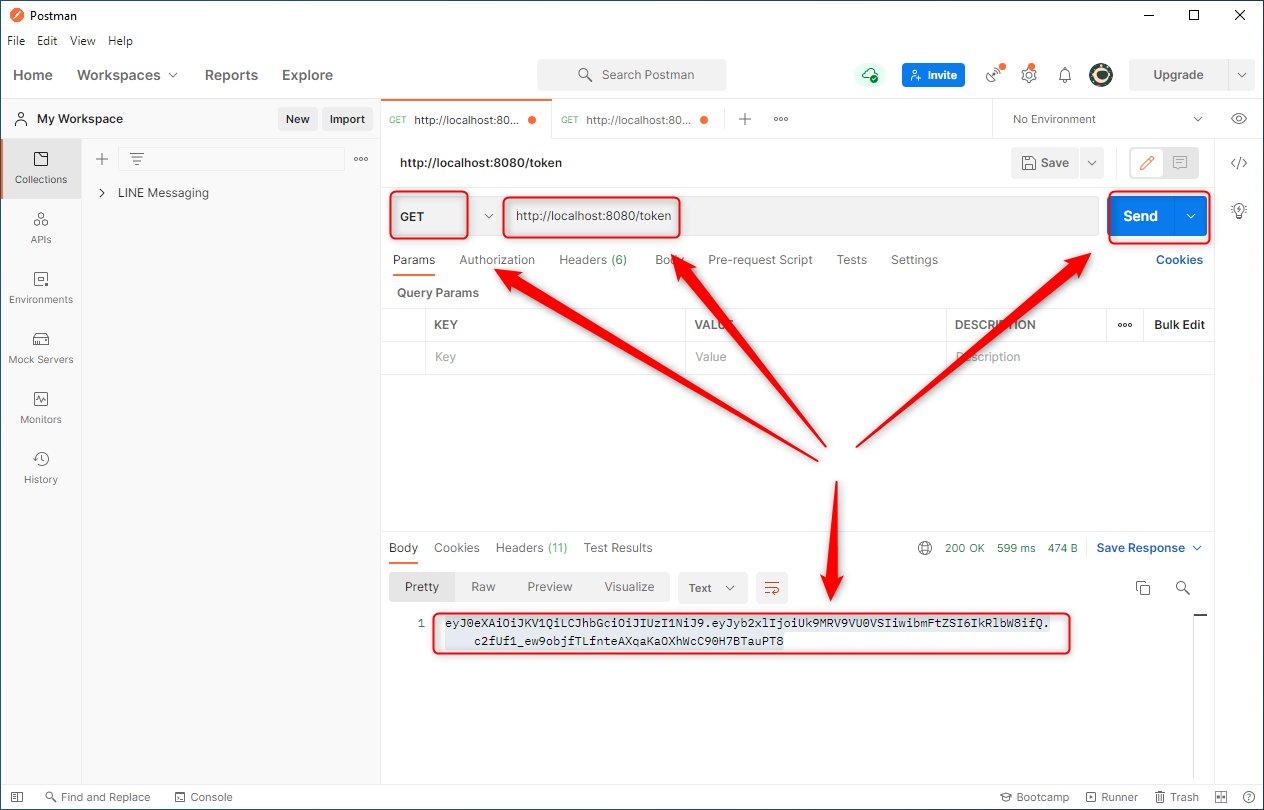 Postman
File Edit View Help
Home Workspaces Reports Explore Search Postman Invite Upgrade
My Workspace New Import GET http://localhost:80... GET http://localhost:80... No Environment
Collections
APIs
Environments
Mock Servers
Monitors
History
LINE Messaging
http://localhost:8080/token Save
GET http://localhost:8080/token Send
Params Authorization Headers (6) Body Pre-request Script Tests Settings Cookies
Query Params
KEY VALUE DESCRIPTION Bulk Edit
Key Value Description
Body Cookies Headers (11) Test Results 200 OK 599 ms 474 B Save Response
Pretty Raw Preview Visualize Text
1 eyJ0eXAiOiJKV1QiLCJhbGciOiJIUzI1NiJ9.eyJyb2xlIjoiUk9MRV9VU0VSIiwibmFtZSI6IkRlbW8ifQ.
c2fUf1_ew9objfTLfnteAXqaKaOXhWcC90H7BTauPT8
Find and Replace Console Bootcamp Runner Trash